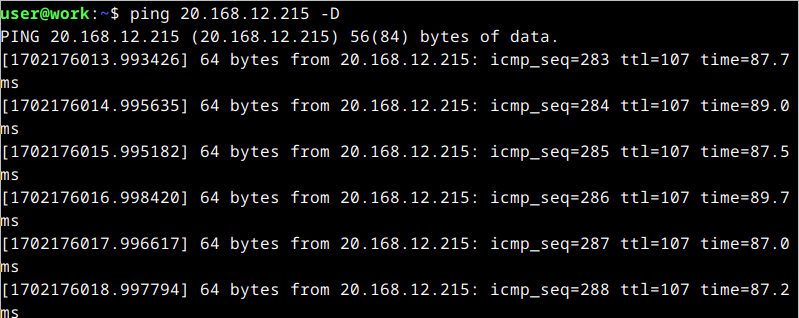 user@work:~$ ping 20.168.12.215 -D
PING 20.168.12.215 (20.168.12.215) 56(84) bytes of data.
[1702176013.993426] 64 bytes from 20.168.12.215: icmp_seq=283 ttl=107 time=87.7
ms
[1702176014.995635] 64 bytes from 20.168.12.215: icmp_seq=284 ttl=107 time=89.0
ms
[1702176015.995182] 64 bytes from 20.168.12.215: icmp_seq=285 ttl=107 time=87.5
ms
[1702176016.998420] 64 bytes from 20.168.12.215: icmp_seq=286 ttl=107 time=89.7
ms
[1702176017.996617] 64 bytes from 20.168.12.215: icmp_seq=287 ttl=107 time=87.0
ms
[1702176018.997794] 64 bytes from 20.168.12.215: icmp_seq=288 ttl=107 time=87.2
ms